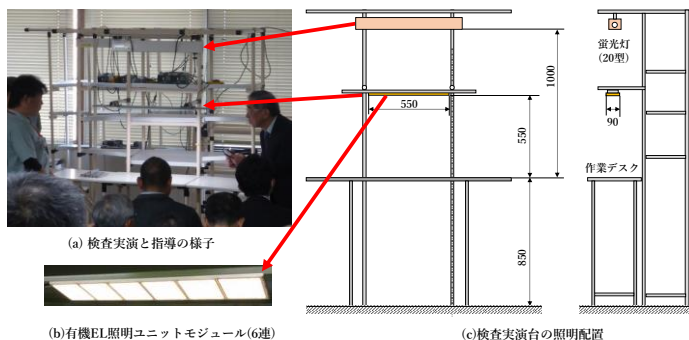 蛍光灯
(20型)
1000
550
90
550
作業デスク
850
(a) 検査実演と指導の様子
(b)有機EL照明ユニットモジュール(6連)
(c)検査実演台の照明配置